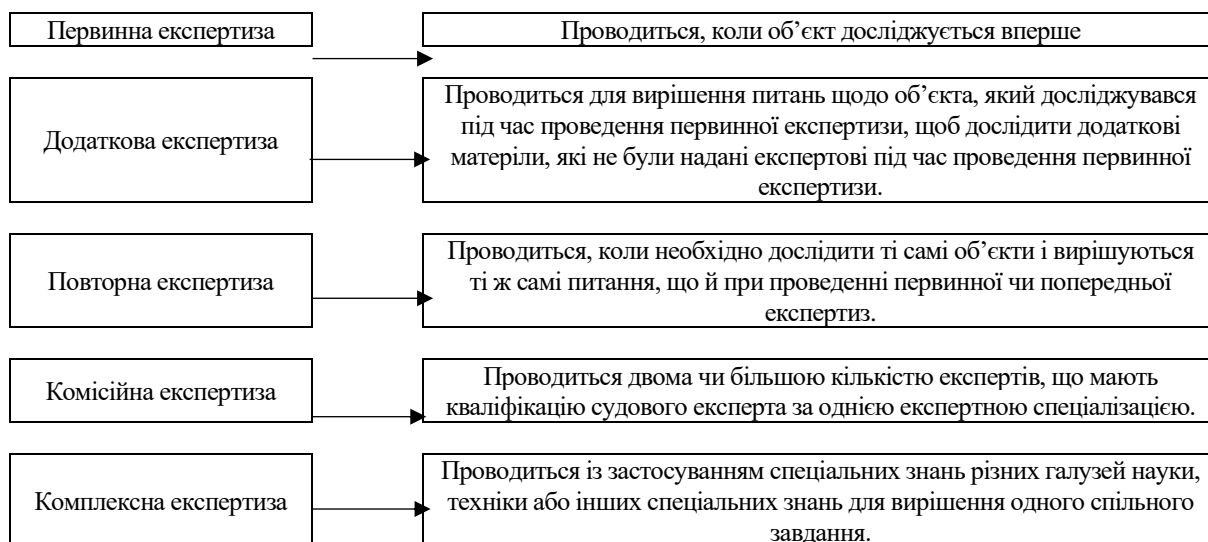 Первинна експертиза
Проводиться, коли об’єкт досліджується вперше
Додаткова експертиза
Проводиться для вирішення питань щодо об’єкта, який досліджувався
під час проведення первинної експертизи, щоб дослідити додаткові
матеріли, які не були надані експертові під час проведення первинної
експертизи.
Повторна експертиза
Проводиться, коли необхідно дослідити ті самі об’єкти і вирішуються
ті ж самі питання, що й при проведенні первинної чи попередньої
експертиз.
Комісійна експертиза
Проводиться двома чи більшою кількістю експертів, що мають
кваліфікацію судового експерта за однією експертною спеціалізацією.
Комплексна експертиза
Проводиться із застосуванням спеціальних знань різних галузей науки,
техніки або інших спеціальних знань для вирішення одного спільного
завдання.